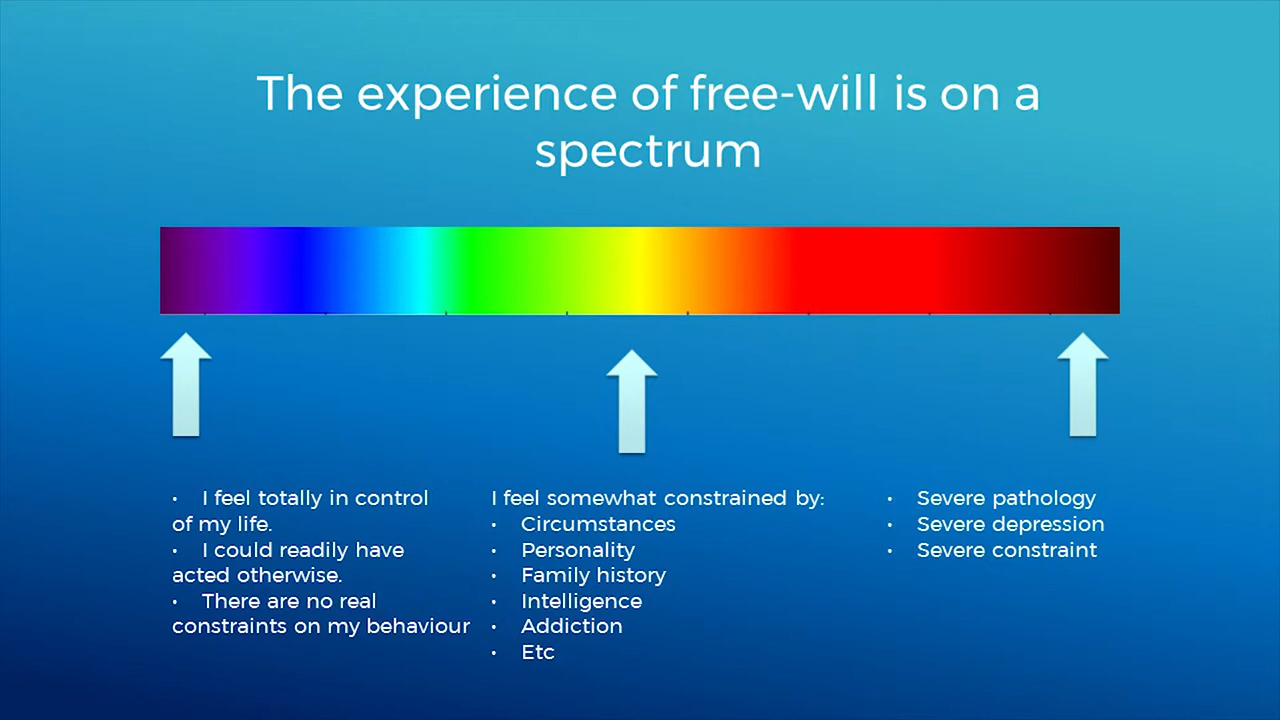 The experience of free-will is on a
spectrum
• I feel totally in control
of my life.
• I could readily have
acted otherwise.
• There are no real
constraints on my behaviour
I feel somewhat constrained by:
• Circumstances
• Personality
• Family history
• Intelligence
• Addiction
• Etc
• Severe pathology
• Severe depression
• Severe constraint